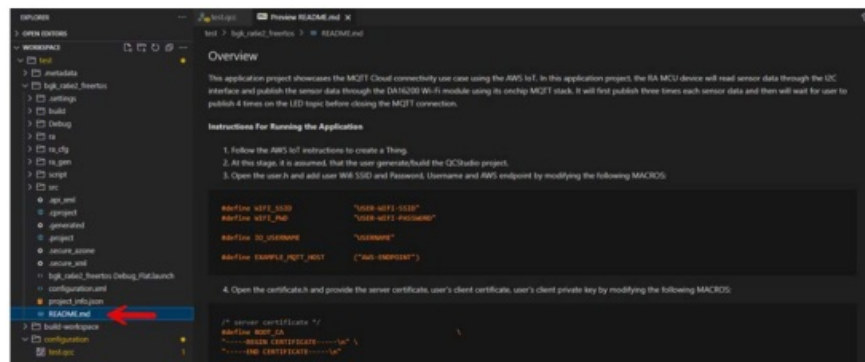 EXPLORER
OPEN EDITORS
WORKSPACE
test
.metadata
bgk_ra6e2_freertos
.settings
build
Debug
ra
ra_cfg
ra_gen
script
src
.api_xml
.cproject
.generated
.project
.secure_azone
.secure_xml
bgk_ra6e2_freertos Debug_Flat.launch
configuration.xml
project_info.json
README.md
build-workspace
configuration
test.qcc
1
test.qcc
Preview README.md
test > bgk_ra6e2_freertos > README.md
Overview
This application project showcases the MQTT Cloud connectivity use case using the AWS IoT. In this application project, the RA MCU device will read sensor data through the I2C
interface and publish the sensor data through the DA16200 Wi-Fi module using its onchip MQTT stack. It will first publish three times each sensor data and then will wait for user to
publish 4 times on the LED topic before closing the MQTT connection.
Instructions For Running the Application
1. Follow the AWS IoT instructions to create a Thing.
2. At this stage, it is assumed, that the user generate/build the QCStudio project.
3. Open the user.h and add user Wifi SSID and Password, Username and AWS endpoint by modifying the following MACROS:
#define WIFI_SSID "USER-WIFI-SSID"
#define WIFI_PWD "USER-WIFI-PASSWORD"
#define IO_USERNAME "USERNAME"
#define EXAMPLE_MQTT_HOST ("AWS-ENDPOINT")
4. Open the certificate.h and provide the server certificate, user's client certificate, user's client private key by modifying the following MACROS:
/* server certificate */
#define ROOT_CA \
"-----BEGIN CERTIFICATE-----\n" \
"-----END CERTIFICATE-----\n"